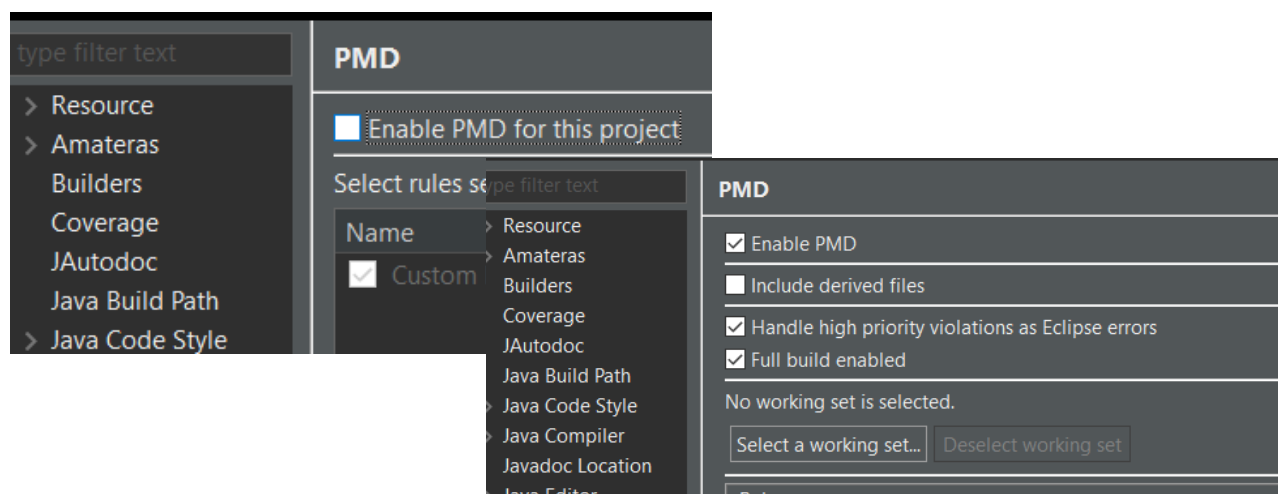 type filter text
Resource
Amateras
Builders
Coverage
JAutodoc
Java Build Path
Java Code Style
PMD
Enable PMD for this project
Select rules
Name
Custom
filter text
Resource
Amateras
Builders
Coverage
JAutodoc
Java Build Path
Java Code Style
Java Compiler
Javadoc Location
Java Editor
PMD
Enable PMD
Include derived files
Handle high priority violations as Eclipse errors
Full build enabled
No working set is selected.
Select a working set...
Deselect working set